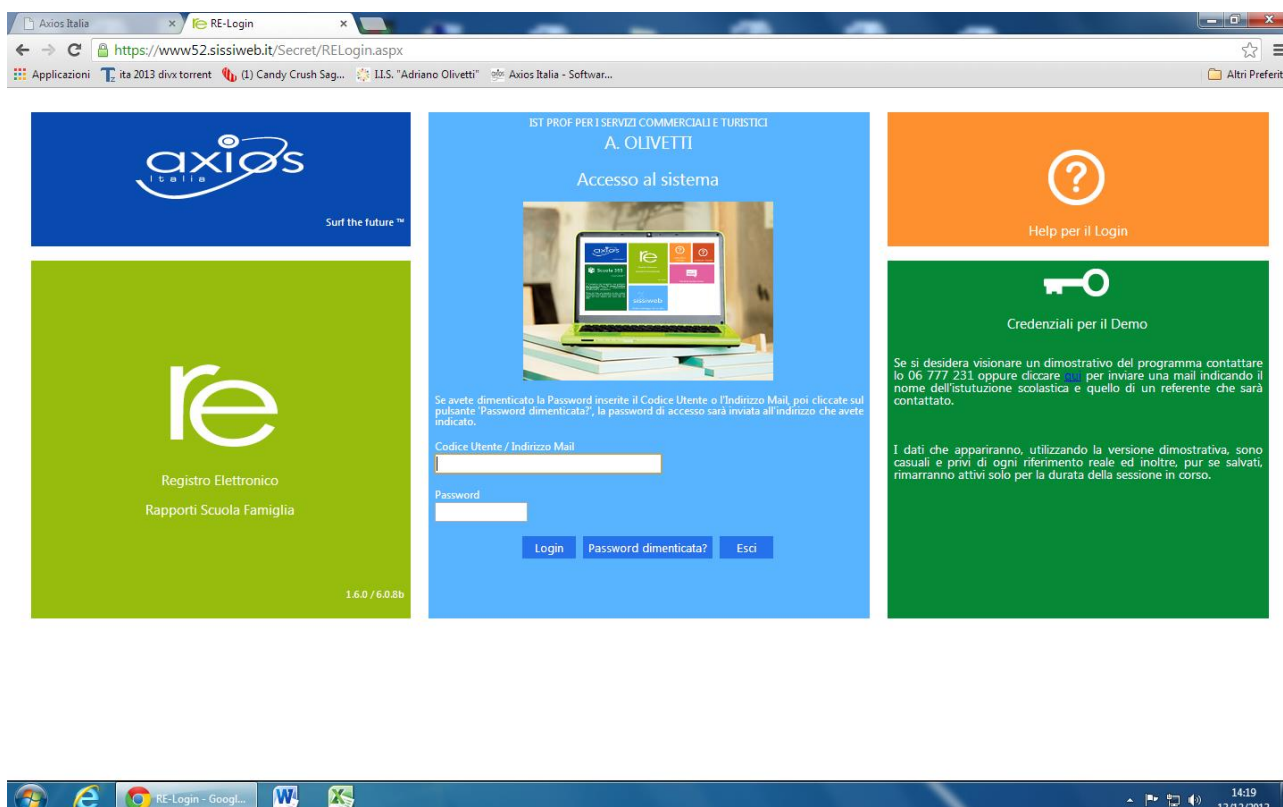 Axios Italia
RE-Login
https://www52.sissiweb.it/Secret/RELogin.aspx
Applicazioni
ita 2013 divx torrent
(1) Candy Crush Sag...
I.I.S. "Adriano Olivetti"
Axios Italia - Softwar...
Altri Preferit
axios
Italia
Surf the future ™
re
Registro Elettronico
Rapporti Scuola Famiglia
1.6.0 / 6.0.8b
IST PROF PER I SERVIZI COMMERCIALI E TURISTICI
A. OLIVETTI
Accesso al sistema
axios
re
sissiweb
Se avete dimenticato la Password inserite il Codice Utente o l'Indirizzo Mail, poi cliccate sul
pulsante 'Password dimenticata?', la password di accesso sarà inviata all'indirizzo che avete
indicato.
Codice Utente / Indirizzo Mail
Password
Login
Password dimenticata?
Esci
Help per il Login
Credenziali per il Demo
Se si desidera visionare un dimostrativo del programma contattare
lo 06 777 231 oppure cliccare qui per inviare una mail indicando il
nome dell'istutuzione scolastica e quello di un referente che sarà
contattato.
I dati che appariranno, utilizzando la versione dimostrativa, sono
casuali e privi di ogni riferimento reale ed inoltre, pur se salvati,
rimarranno attivi solo per la durata della sessione in corso.
RE-Login - Googl...
14:19